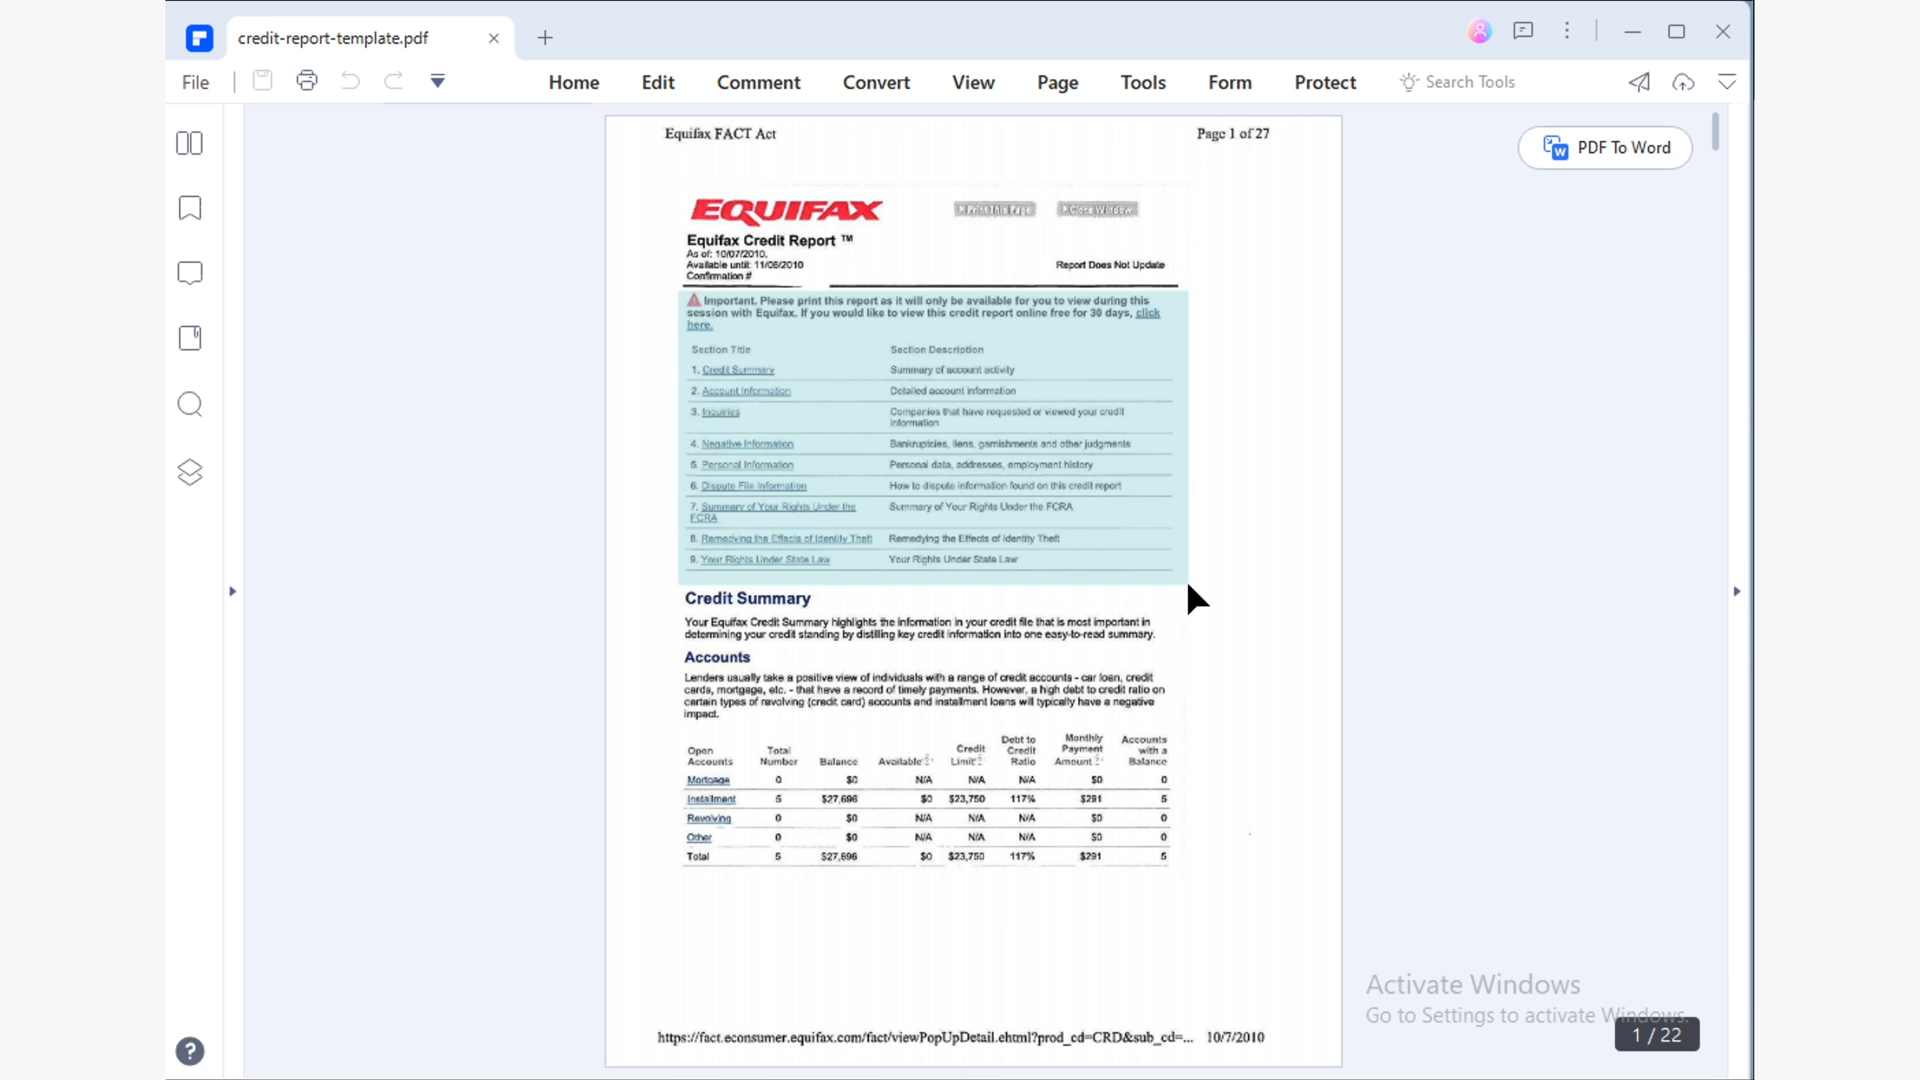 credit-report-template.pdf
File
Home Edit Comment Convert View Page Tools Form Protect Search Tools
PDF To Word
Equifax FACT Act Page 1 of 27
EQUIFAX Print This Page Close Window
Equifax Credit Report ™
As of: 10/07/2010.
Available until: 11/06/2010 Report Does Not Update
Confirmation #
Important. Please print this report as it will only be available for you to view during this
session with Equifax. If you would like to view this credit report online free for 30 days, click
here.
Section Title Section Description
1. Credit Summary Summary of account activity
2. Account Information Detailed account information
3. Inquiries Companies that have requested or viewed your credit
information
4. Negative Information Bankruptcies, liens, garnishments and other judgments
5. Personal Information Personal data, addresses, employment history
6. Dispute File Information How to dispute information found on this credit report
7. Summary of Your Rights Under the Summary of Your Rights Under the FCRA
FCRA
8. Remedying the Effects of Identity Theft Remedying the Effects of Identity Theft
9. Your Rights Under State Law Your Rights Under State Law
Credit Summary
Your Equifax Credit Summary highlights the information in your credit file that is most important in
determining your credit standing by distilling key credit information into one easy-to-read summary.
Accounts
Lenders usually take a positive view of individuals with a range of credit accounts - car loan, credit
cards, mortgage, etc. - that have a record of timely payments. However, a high debt to credit ratio on
certain types of revolving (credit card) accounts and installment loans will typically have a negative
impact.
Debt to Monthly Accounts
Open Total Credit Credit Payment with a
Accounts Number Balance Available Limit Ratio Amount Balance
Mortgage 0 $0 N/A N/A N/A $0 0
Installment 5 $27,696 $0 $23,750 117% $291 5
Revolving 0 $0 N/A N/A N/A $0 0
Other 0 $0 N/A N/A N/A $0 0
Total 5 $27,696 $0 $23,750 117% $291 5
https://fact.econsumer.equifax.com/fact/viewPopUpDetail.ehtml?prod_cd=CRD&sub_cd=... 10/7/2010
Activate Windows
Go to Settings to activate Windows.
1 / 22